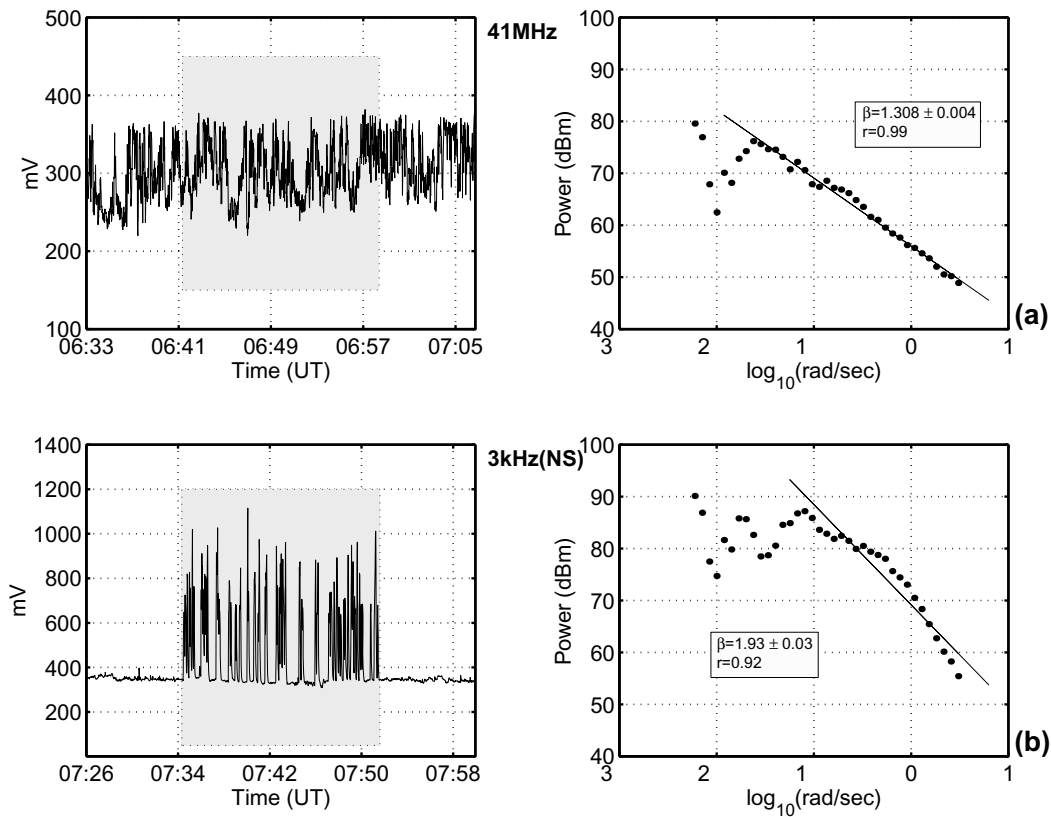 500
400
300
200
100
mV
06:33 06:41 06:49 06:57 07:05
Time (UT)
41MHz
100
90
80
70
60
50
40
Power (dBm)
β=1.308 ± 0.004
r=0.99
3 2 1 0 1
log10(rad/sec)
(a)
1400
1200
1000
800
600
400
200
mV
07:26 07:34 07:42 07:50 07:58
Time (UT)
3kHz(NS)
100
90
80
70
60
50
40
Power (dBm)
β=1.93 ± 0.03
r=0.92
3 2 1 0 1
log10(rad/sec)
(b)